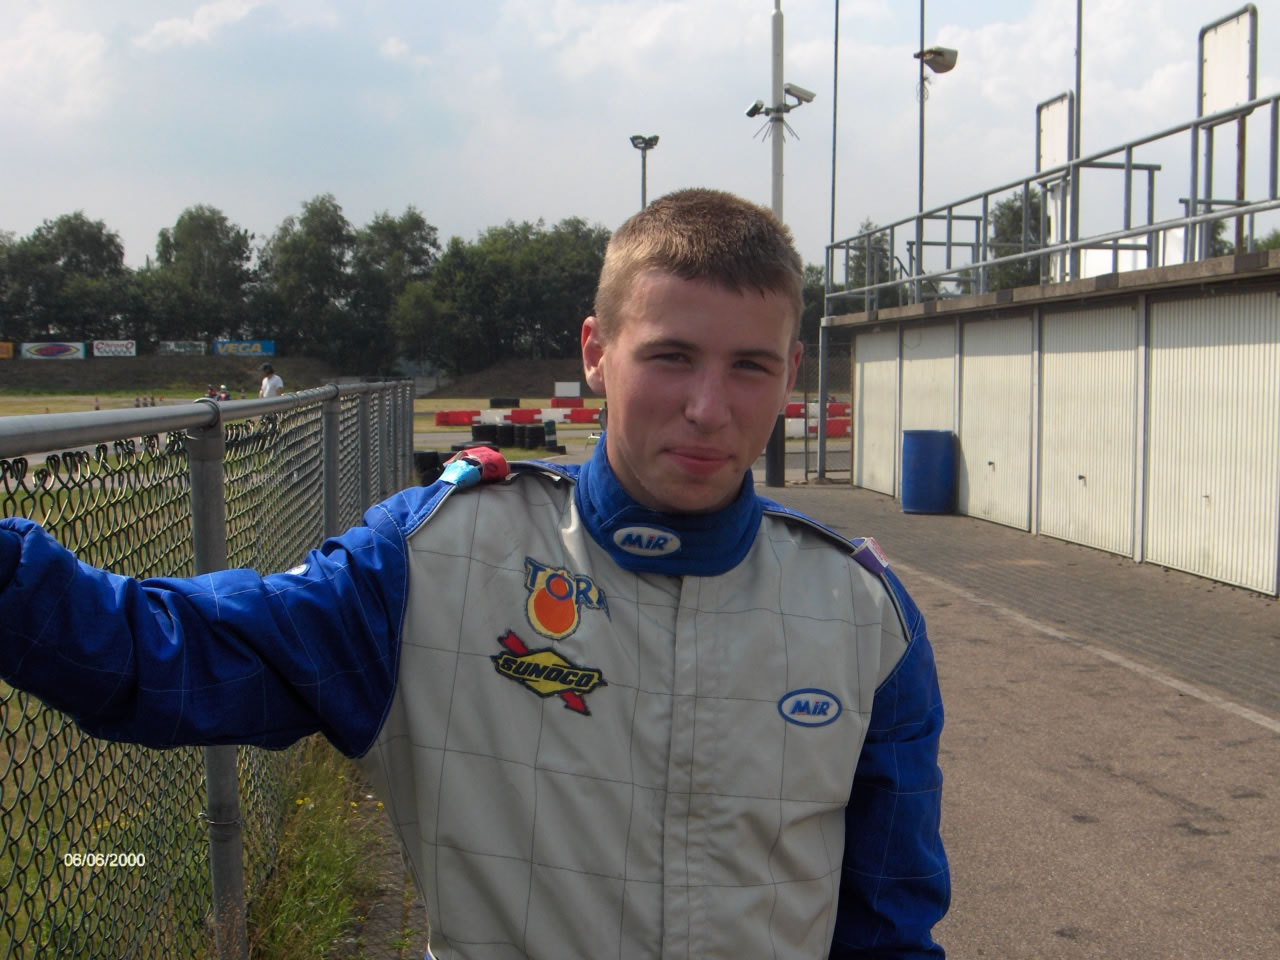 VEGA
MiR
TORA
SUNOCO
MiR
06/06/2000